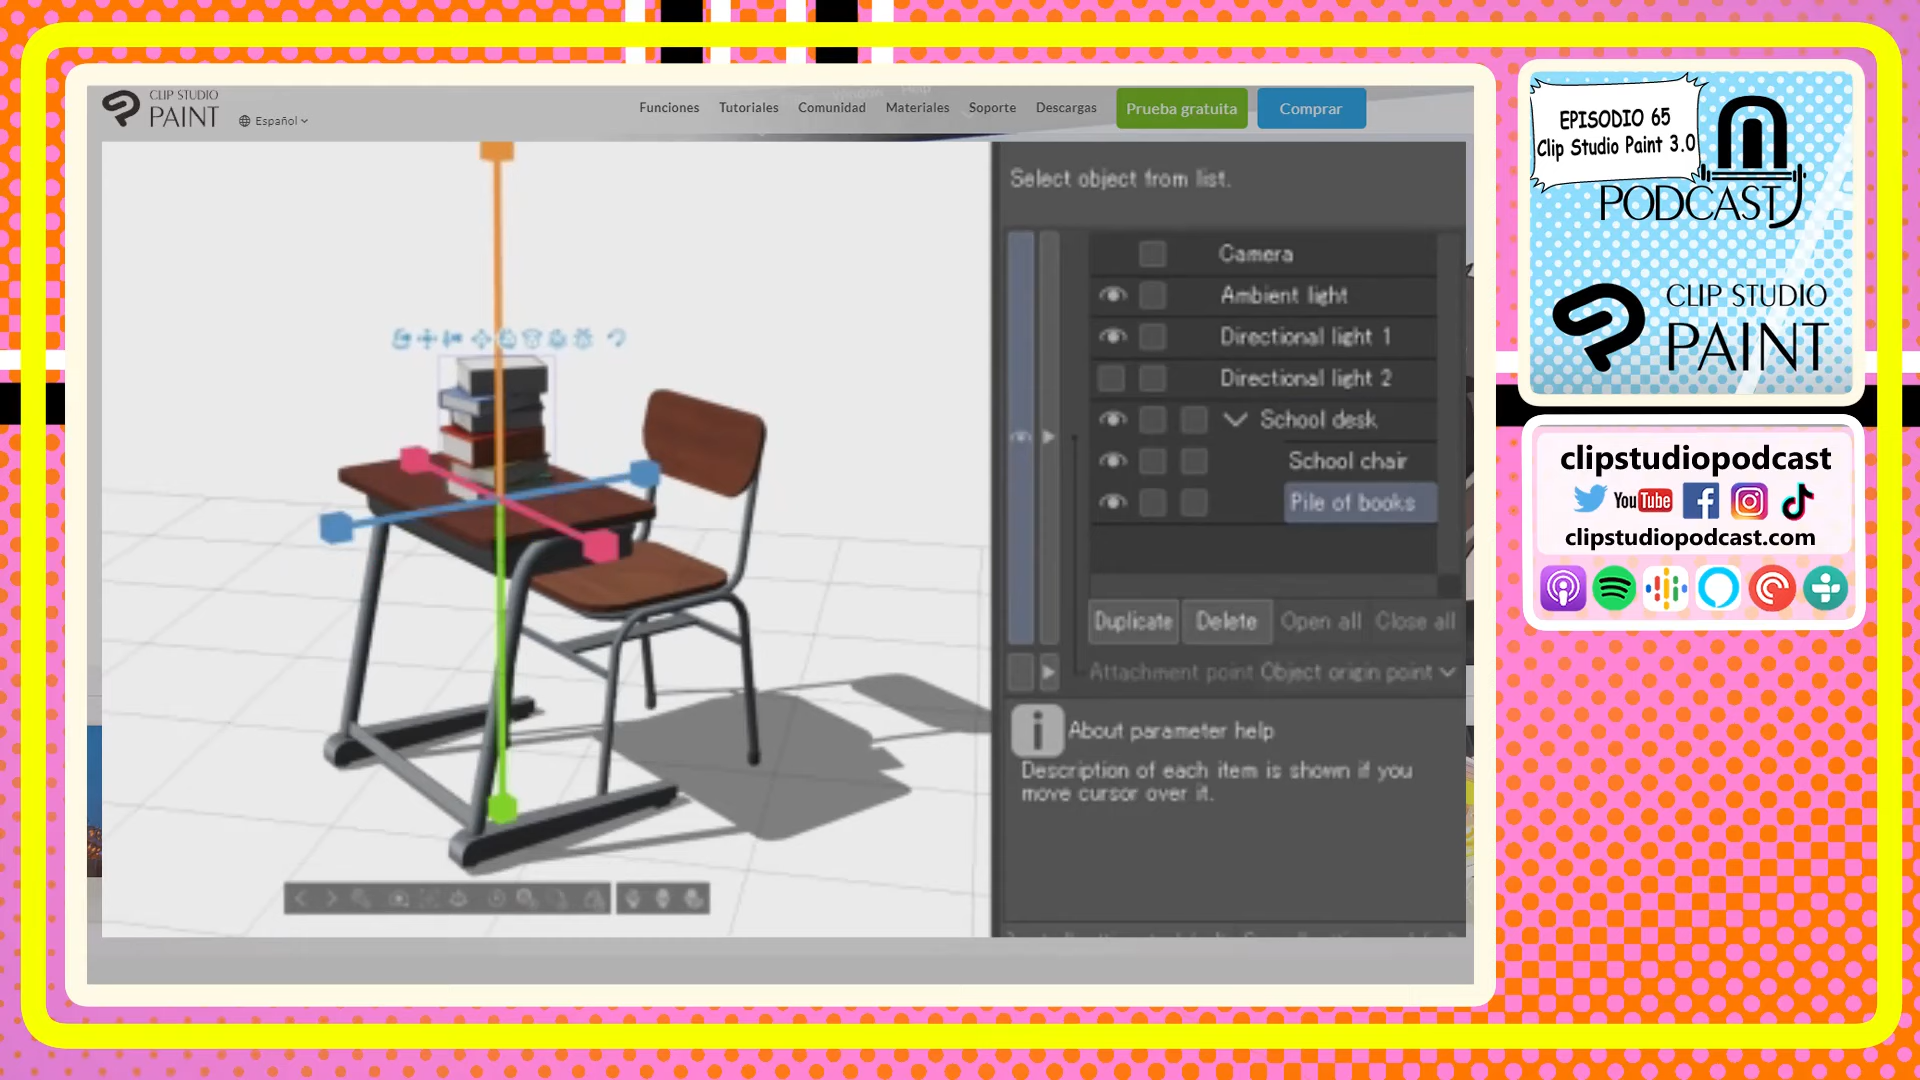 CLIP STUDIO
PAINT
Español
Funciones
Tutoriales
Comunidad
Materiales
Soporte
Descargas
Prueba gratuita
Comprar
Select object from list.
Camera
Ambient light
Directional light 1
Directional light 2
School desk
School chair
Pile of books
Duplicate
Delete
Open all
Close all
Attachment point Object origin point
About parameter help
Description of each item is shown if you
move cursor over it.
EPISODIO 65
Clip Studio Paint 3.0
PODCAST
CLIP STUDIO
PAINT
clipstudiopodcast
YouTube
clipstudiopodcast.com